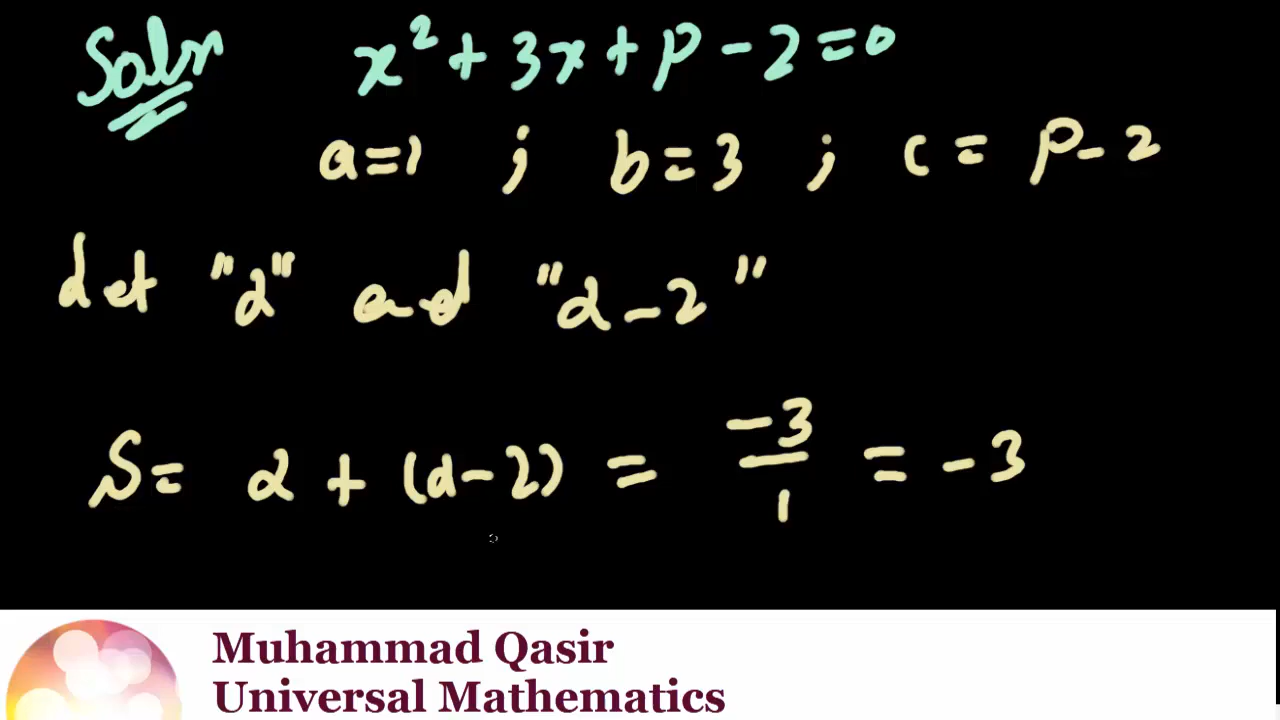 Soln x² + 3x + p - 2 = 0
a = 1 ; b = 3 ; c = p - 2
Let "α" and "α - 2"
S = α + (α - 2) = -3/1 = -3
Muhammad Qasir
Universal Mathematics